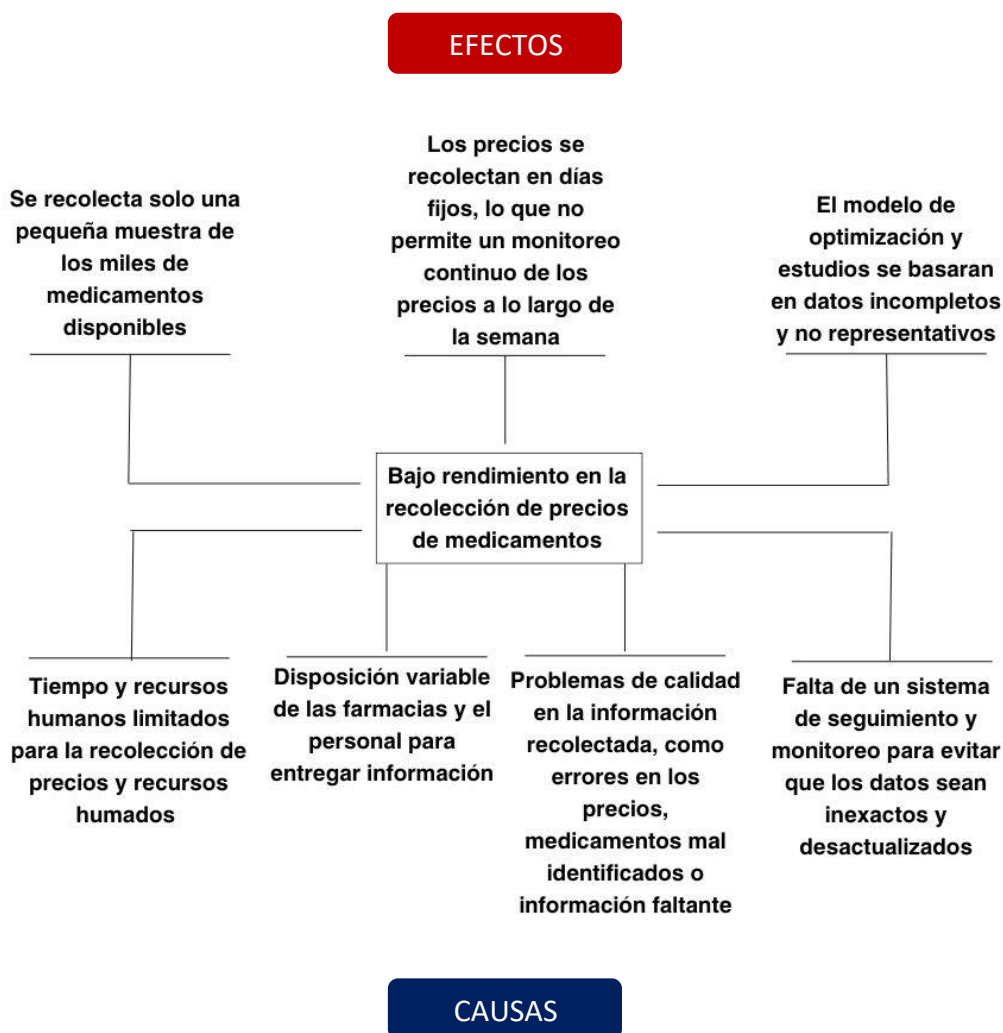 EFECTOS
Se recolecta solo una
pequeña muestra de
los miles de
medicamentos
disponibles
Los precios se
recolectan en días
fijos, lo que no
permite un monitoreo
continuo de los
precios a lo largo de
la semana
El modelo de
optimización y
estudios se basaran
en datos incompletos
y no representativos
Bajo rendimiento en la
recolección de precios
de medicamentos
Tiempo y recursos
humanos limitados
para la recolección de
precios y recursos
humados
Disposición variable
de las farmacias y el
personal para
entregar información
Problemas de calidad
en la información
recolectada, como
errores en los
precios,
medicamentos mal
identificados o
información faltante
Falta de un sistema
de seguimiento y
monitoreo para evitar
que los datos sean
inexactos y
desactualizados
CAUSAS